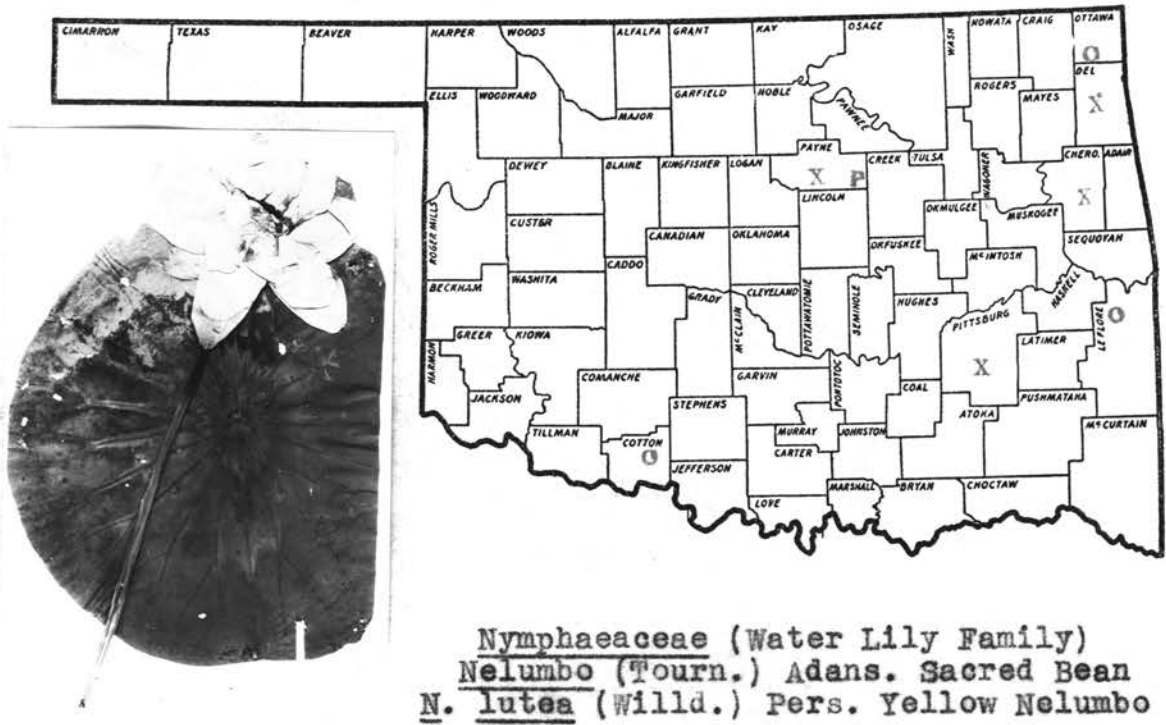 CIMARRON TEXAS BEAVER HARPER WOODS ALFALFA GRANT KAY OSAGE WASH NOWATA CRAIG OTTAWA
O
DEL
ELLIS WOODWARD GARFIELD NOBLE ROGERS MAYES X
MAJOR PAWNEE
PAYNE
DEWEY BLAINE KINGFISHER LOGAN X P CREEK TULSA WAGONER CHERO. ADAIR
X
LINCOLN
ROGER MILLS CUSTER CANADIAN OKLAHOMA OKMULGEE MUSKOGEE
OKFUSKEE SEQUOYAH
CADDO McINTOSH
BECKHAM WASHITA GRADY McCLAIN CLEVELAND POTTAWATOMIE SEMINOLE HUGHES PITTSBURG HASKELL LE FLORE O
GREER KIOWA LATIMER
HARMON X
COMANCHE GARVIN PONTOTOC COAL
JACKSON STEPHENS ATOKA PUSHMATAHA
TILLMAN COTTON MURRAY JOHNSTON McCURTAIN
O CARTER
JEFFERSON MARSHALL BRYAN CHOCTAW
LOVE
Nymphaeaceae (Water Lily Family)
Nelumbo (Tourn.) Adans. Sacred Bean
N. lutea (Willd.) Pers. Yellow Nelumbo